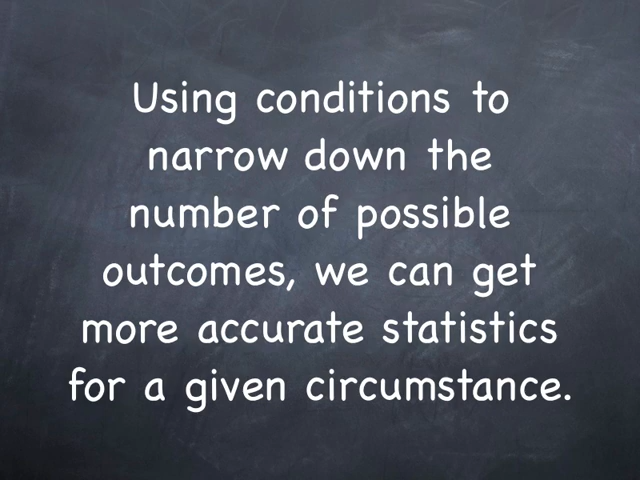 Using conditions to
narrow down the
number of possible
outcomes, we can get
more accurate statistics
for a given circumstance.